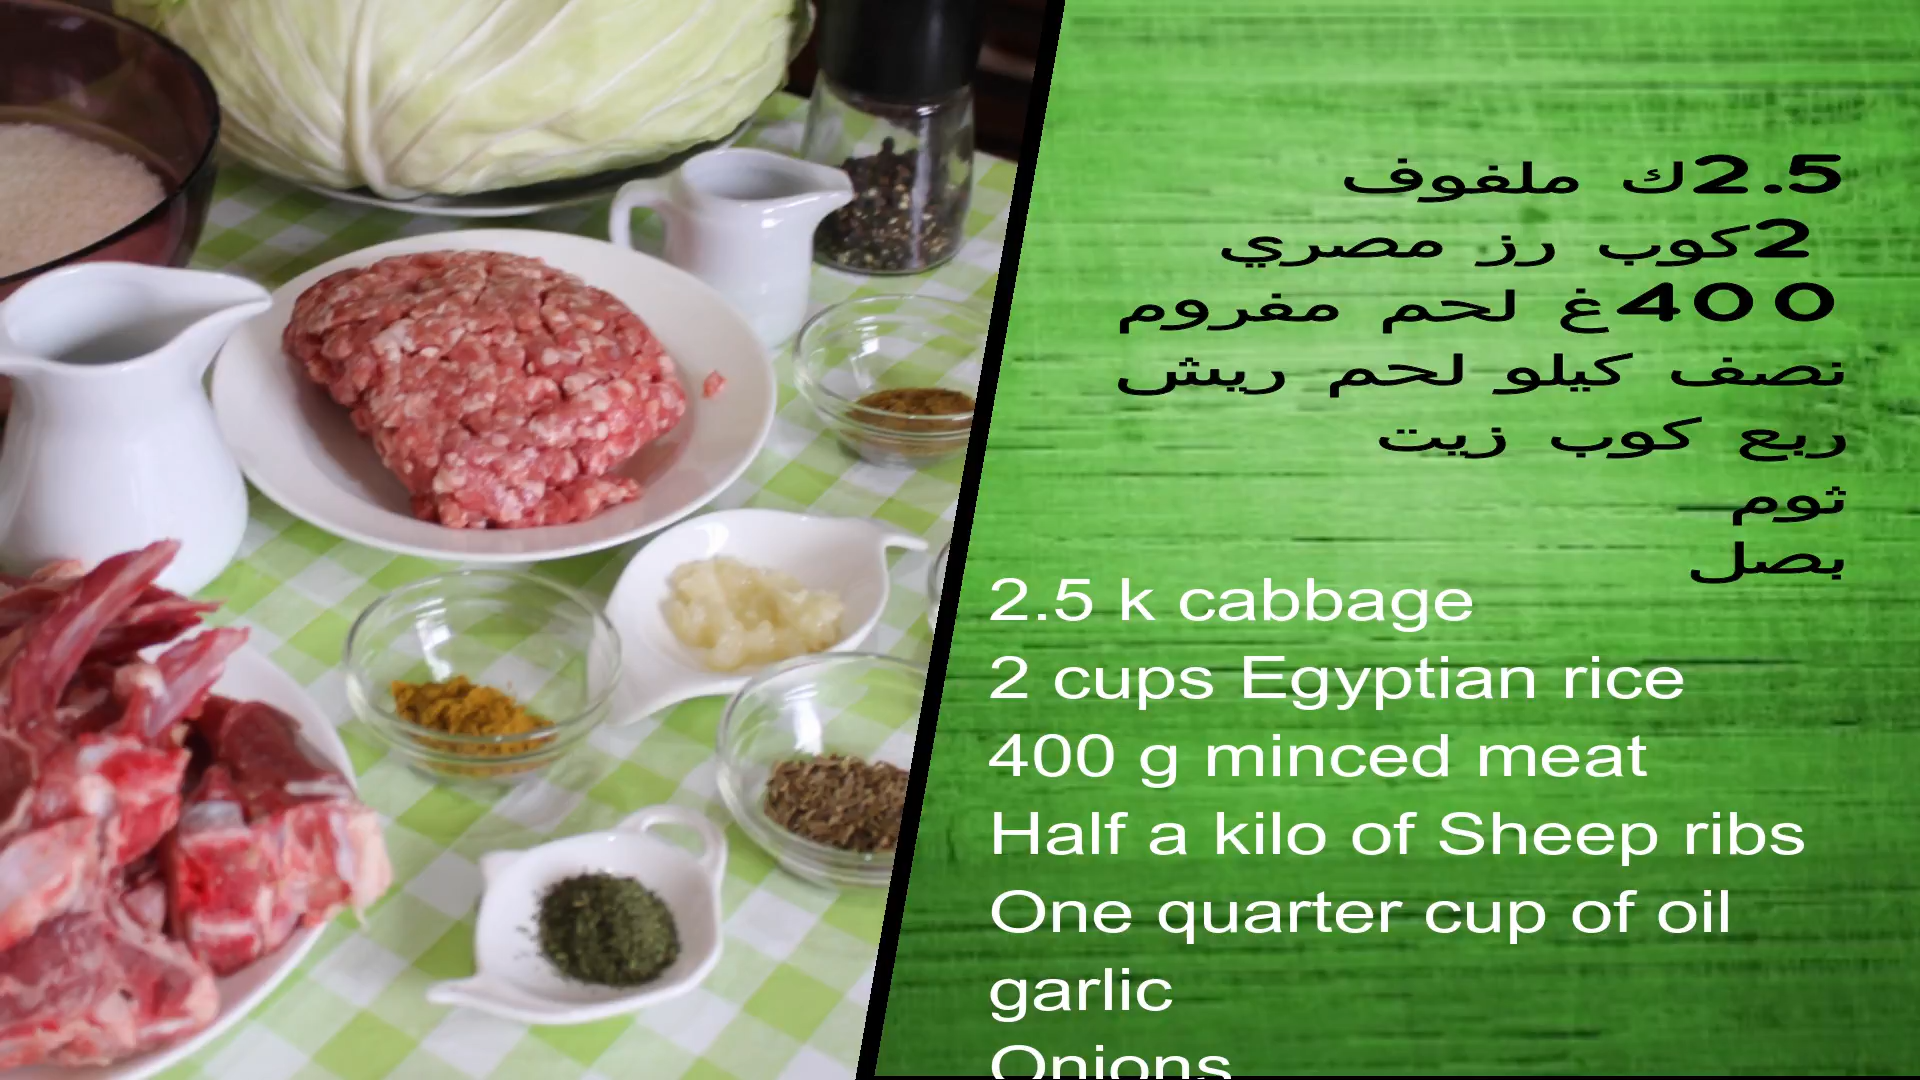 2.5ك ملفوف
2كوب رز مصري
400غ لحم مفروم
نصف كيلو لحم ريش
ربع كوب زيت
ثوم
بصل
2.5 k cabbage
2 cups Egyptian rice
400 g minced meat
Half a kilo of Sheep ribs
One quarter cup of oil
garlic
Onions